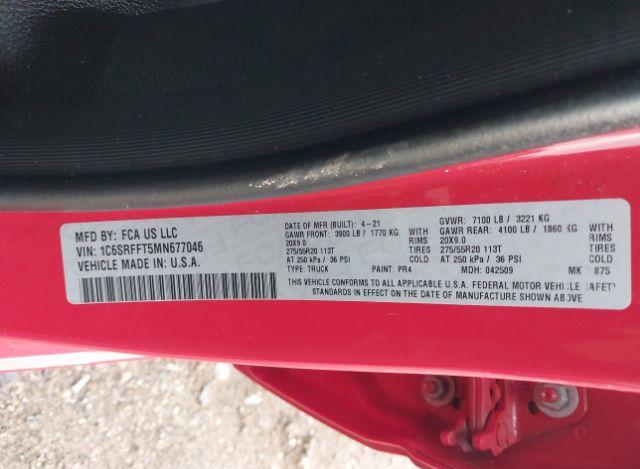 MFD BY: FCA US LLC
VIN: 1C6SRFFT5MN677046
VEHICLE MADE IN: U.S.A.
DATE OF MFR (BUILT): 4-21
GAWR FRONT: 3900 LB / 1770 KG
20X9.0 RIMS
275/55R20 113T TIRES
AT 250 kPa / 36 PSI
TYPE: TRUCK PAINT: PR4
GVWR: 7100 LB / 3221 KG
GAWR REAR: 4100 LB / 1860 KG
20X9.0 RIMS
275/55R20 113T TIRES
AT 250 kPa / 36 PSI
MDH: 042509 MK 875
THIS VEHICLE CONFORMS TO ALL APPLICABLE U.S.A. FEDERAL MOTOR VEHICLE SAFETY
STANDARDS IN EFFECT ON THE DATE OF MANUFACTURE SHOWN ABOVE